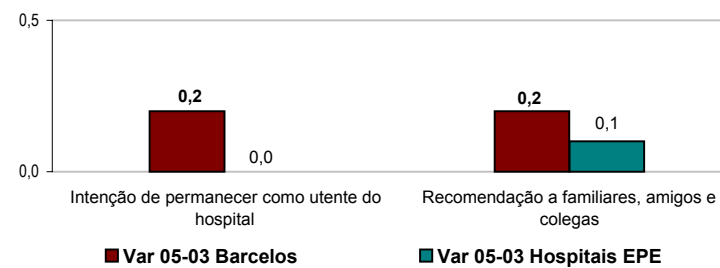 0,5
0,2
0,2
0,1
0,0
0,0
Intenção de permanecer como utente do
hospital
Recomendação a familiares, amigos e
colegas
Var 05-03 Barcelos
Var 05-03 Hospitais EPE